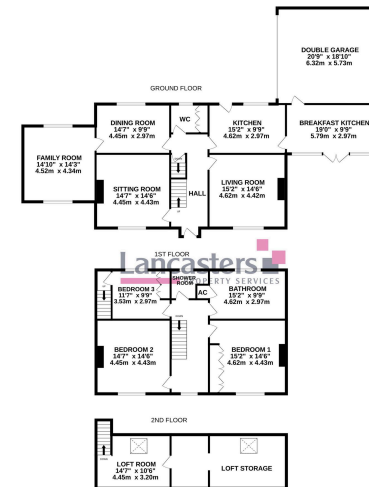 DOUBLE GARAGE
20'9" x 18'10"
6.32m x 5.73m
GROUND FLOOR
DINING ROOM
14'7" x 9'9"
4.45m x 2.97m
WC
KITCHEN
15'2" x 9'9"
4.62m x 2.97m
BREAKFAST KITCHEN
19'0" x 9'9"
5.79m x 2.97m
FAMILY ROOM
14'10" x 14'3"
4.52m x 4.34m
SITTING ROOM
14'7" x 14'6"
4.45m x 4.43m
HALL
LIVING ROOM
15'2" x 14'6"
4.62m x 4.42m
1ST FLOOR
Lancasters
PROPERTY SERVICES
BEDROOM 3
11'7" x 9'9"
3.53m x 2.97m
SHOWER
ROOM
AC
BATHROOM
15'2" x 9'9"
4.62m x 2.97m
BEDROOM 2
14'7" x 14'6"
4.45m x 4.43m
BEDROOM 1
15'2" x 14'6"
4.62m x 4.43m
2ND FLOOR
LOFT ROOM
14'7" x 10'6"
4.45m x 3.20m
LOFT STORAGE